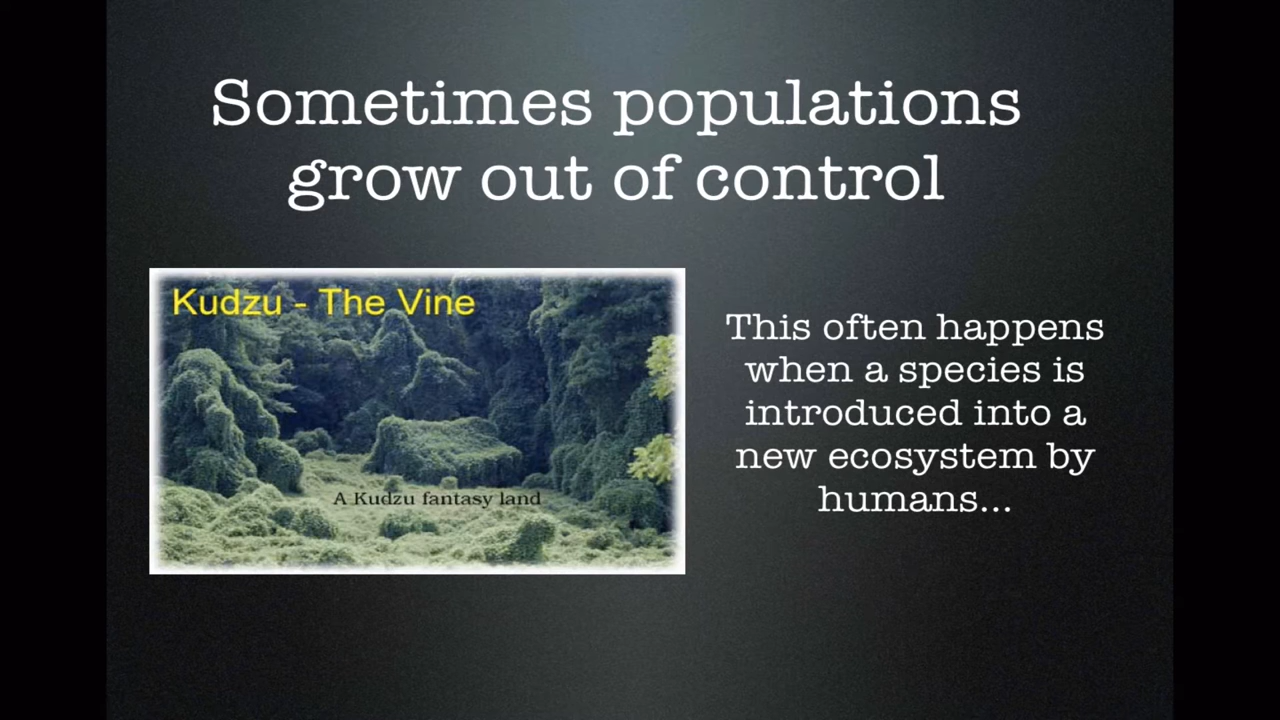 Sometimes populations
grow out of control
Kudzu - The Vine
A Kudzu fantasy land
This often happens
when a species is
introduced into a
new ecosystem by
humans...